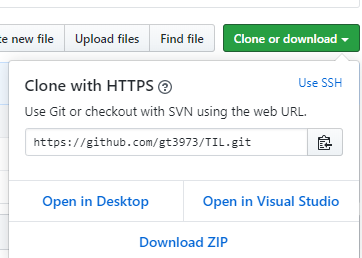 te new file Upload files Find file Clone or download
Clone with HTTPS ?
Use SSH
Use Git or checkout with SVN using the web URL.
https://github.com/gt3973/TIL.git
Open in Desktop Open in Visual Studio
Download ZIP